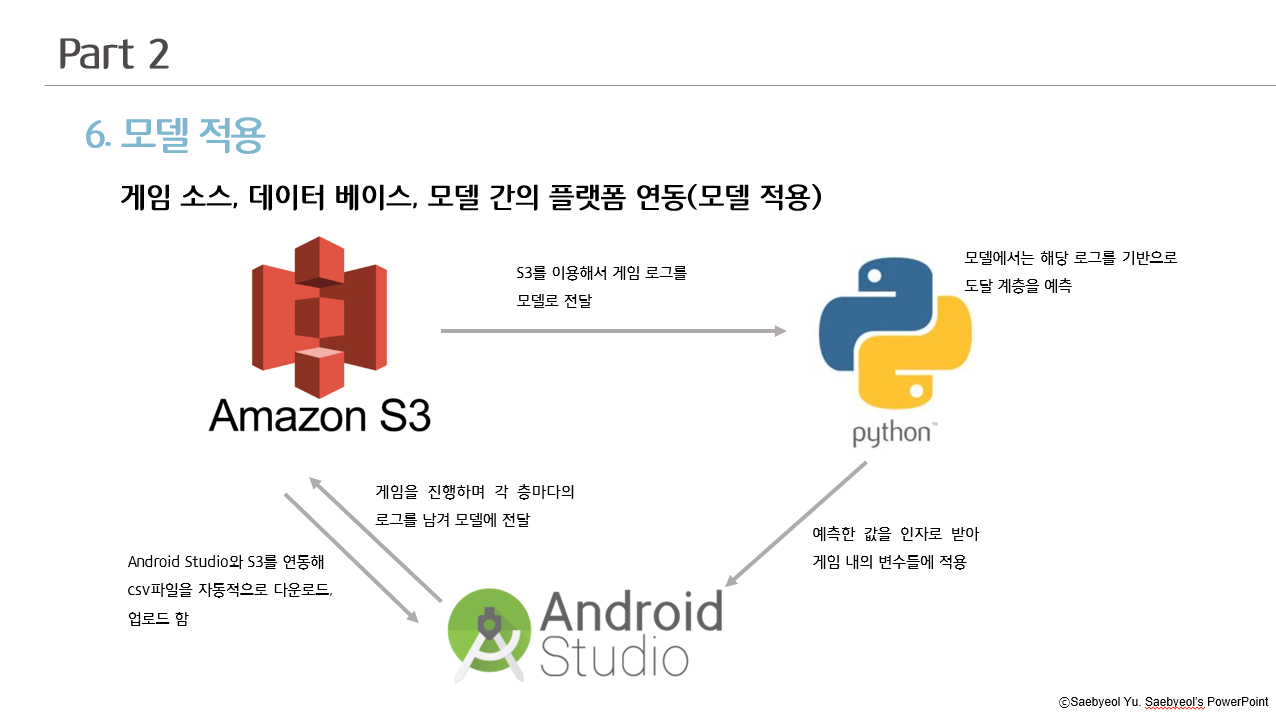 Part 2
6. 모델 적용
게임 소스, 데이터 베이스, 모델 간의 플랫폼 연동(모델 적용)
S3를 이용해서 게임 로그를
모델로 전달
모델에서는 해당 로그를 기반으로
도달 계층을 예측
Amazon S3
python™
게임을 진행하며 각 층마다의
로그를 남겨 모델에 전달
예측한 값을 인자로 받아
게임 내의 변수들에 적용
Android Studio와 S3를 연동해
csv파일을 자동적으로 다운로드,
업로드 함
Android
Studio
ⓒSaebyeol Yu. Saebyeol's PowerPoint